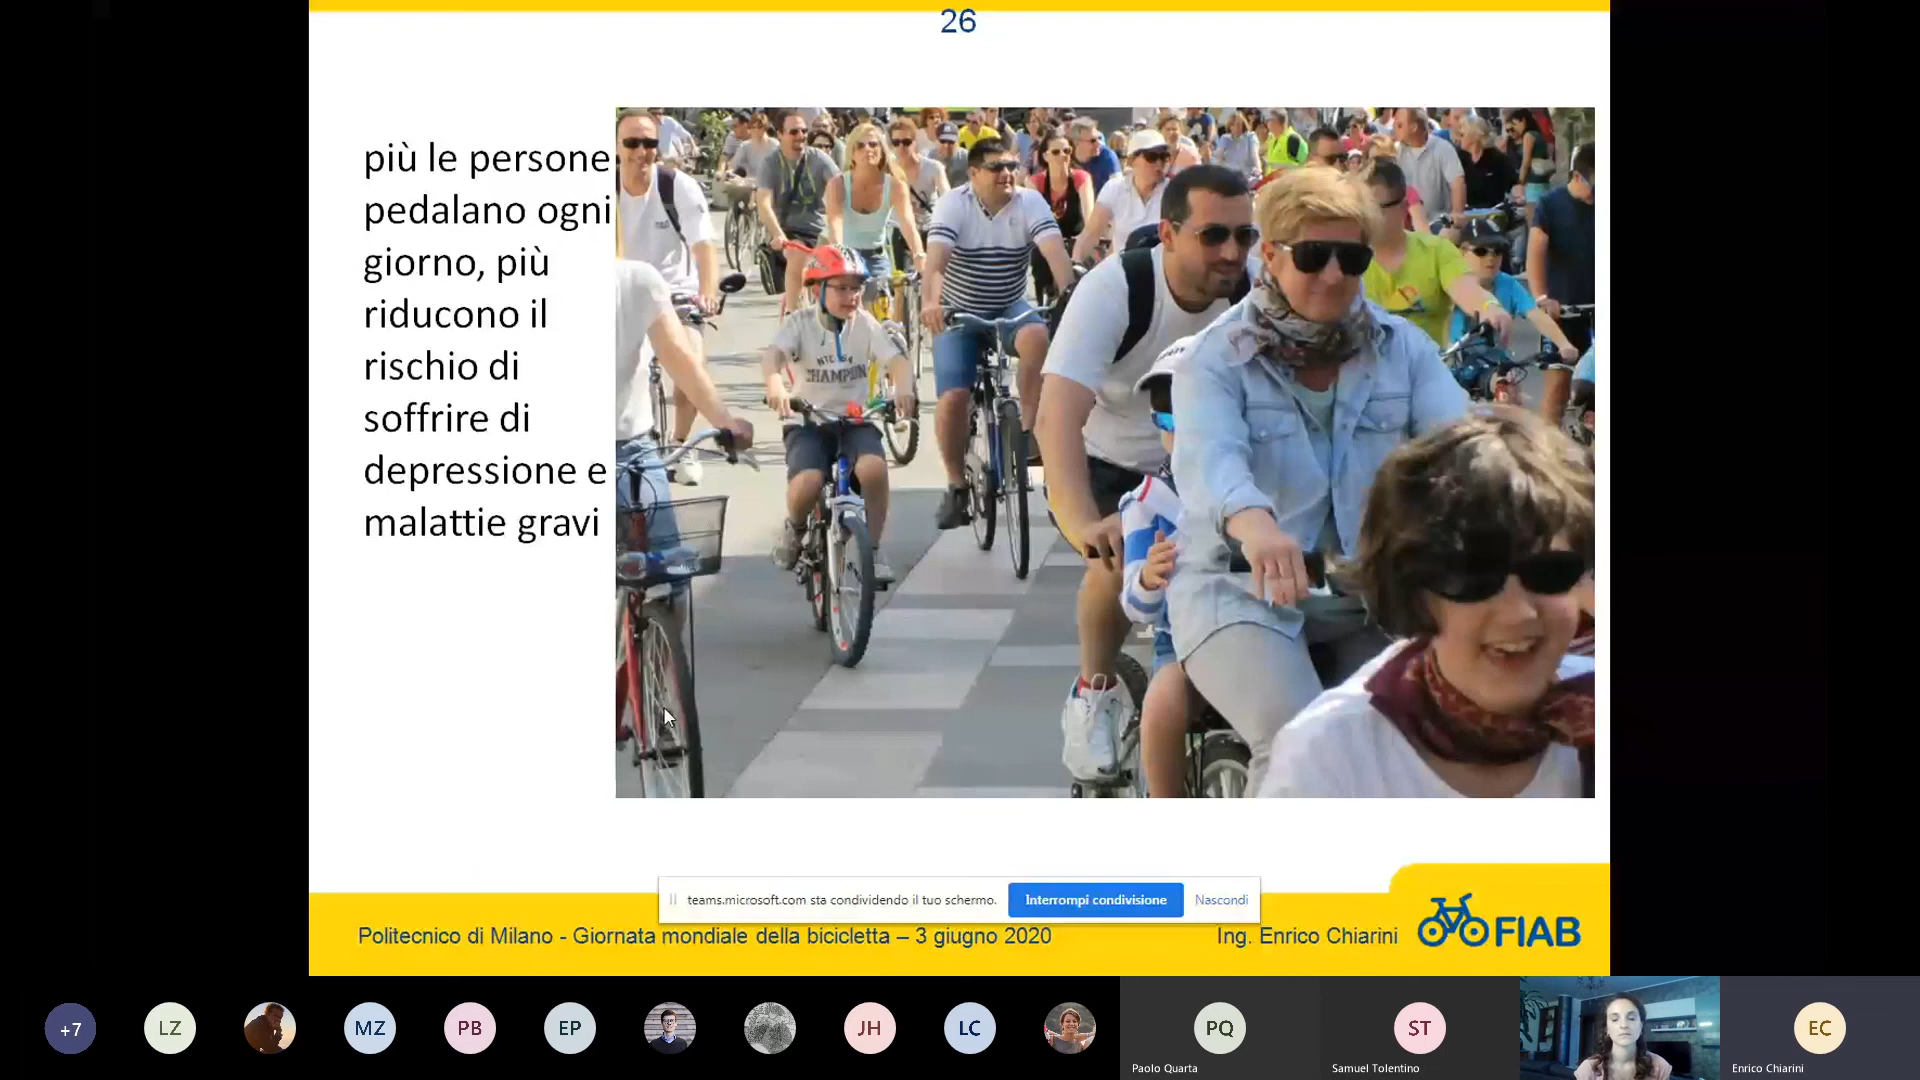 26
più le persone
pedalano ogni
giorno, più
riducono il
rischio di
soffrire di
depressione e
malattie gravi
CHAMPION
teams.microsoft.com sta condividendo il tuo schermo.
Interrompi condivisione
Nascondi
Politecnico di Milano - Giornata mondiale della bicicletta – 3 giugno 2020
Ing. Enrico Chiarini
FIAB
+7
LZ
MZ
PB
EP
JH
LC
PQ
ST
EC
Paolo Quarta
Samuel Tolentino
Enrico Chiarini